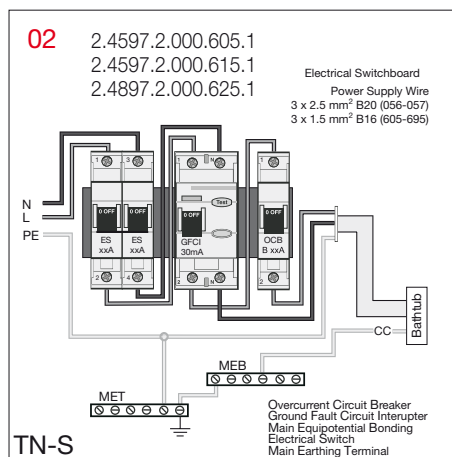 02
2.4597.2.000.605.1
2.4597.2.000.615.1
2.4897.2.000.625.1
Electrical Switchboard
Power Supply Wire
3 x 2.5 mm² B20 (056-057)
3 x 1.5 mm² B16 (605-695)
1 3 1 N 1
N
L
PE
0 OFF 0 OFF 0 OFF Test 0 OFF
ES xxA
ES xxA
GFCI 30mA
OCB B xxA
2 4 2 N 2
Bathtub
CC
MEB
MET
Overcurrent Circuit Breaker
Ground Fault Circuit Interupter
Main Equipotential Bonding
Electrical Switch
Main Earthing Terminal
TN-S